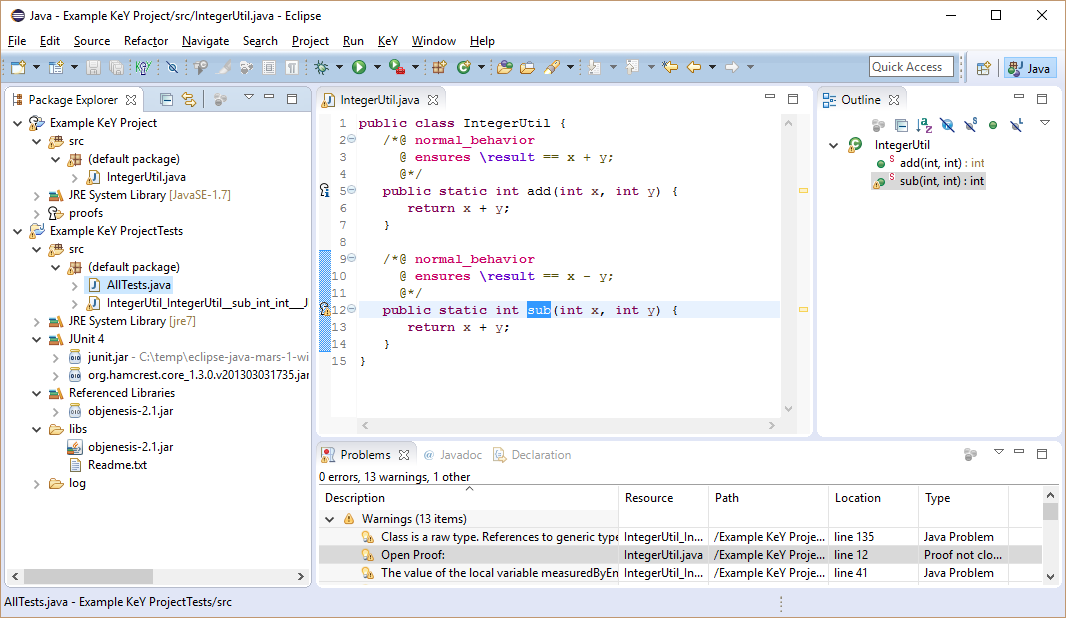 Java - Example KeY Project/src/IntegerUtil.java - Eclipse
File Edit Source Refactor Navigate Search Project Run KeY Window Help
Quick Access
Java
Package Explorer
Example KeY Project
src
(default package)
IntegerUtil.java
JRE System Library [JavaSE-1.7]
proofs
Example KeY ProjectTests
src
(default package)
AllTests.java
IntegerUtil_IntegerUtil__sub_int_int___J
JRE System Library [jre7]
JUnit 4
junit.jar - C:\temp\eclipse-java-mars-1-wi
org.hamcrest.core_1.3.0.v201303031735.jar
Referenced Libraries
objenesis-2.1.jar
libs
objenesis-2.1.jar
Readme.txt
log
IntegerUtil.java
1 public class IntegerUtil {
2 /*@ normal_behavior
3 @ ensures \result == x + y;
4 @*/
5 public static int add(int x, int y) {
6 return x + y;
7 }
8
9 /*@ normal_behavior
10 @ ensures \result == x - y;
11 @*/
12 public static int sub(int x, int y) {
13 return x + y;
14 }
15 }
Outline
IntegerUtil
add(int, int) : int
sub(int, int) : int
Problems @ Javadoc Declaration
0 errors, 13 warnings, 1 other
Description Resource Path Location Type
Warnings (13 items)
Class is a raw type. References to generic type IntegerUtil_In... /Example KeY Proje... line 135 Java Problem
Open Proof: IntegerUtil.java /Example KeY Proje... line 12 Proof not clo...
The value of the local variable measuredByEn IntegerUtil_In... /Example KeY Proje... line 41 Java Problem
AllTests.java - Example KeY ProjectTests/src